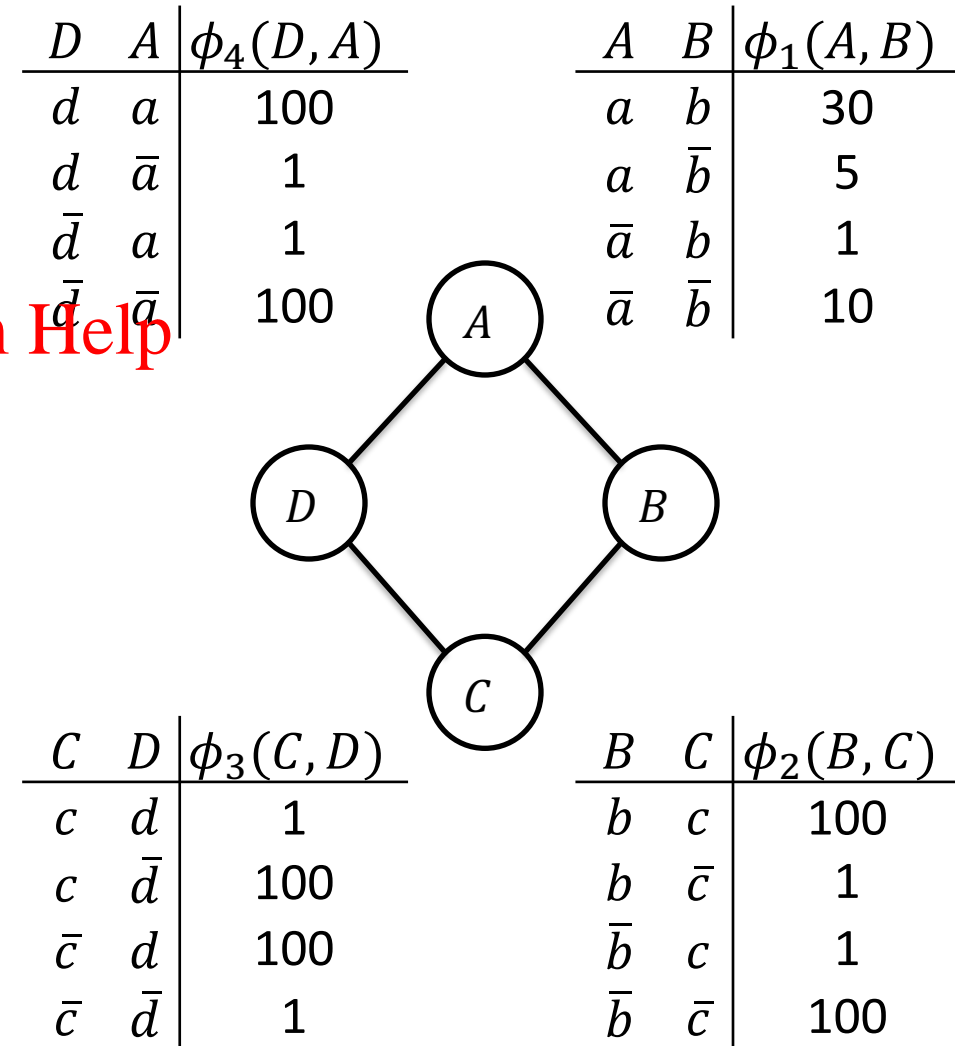 D A ϕ₄(D, A)
d a 100
d a̅ 1
d̅ a 1
d̅ a̅ 100
Help
A B ϕ₁(A, B)
a b 30
a b̅ 5
a̅ b 1
a̅ b̅ 10
A
D
B
C
C D ϕ₃(C, D)
c d 1
c d̅ 100
c̅ d 100
c̅ d̅ 1
B C ϕ₂(B, C)
b c 100
b c̅ 1
b̅ c 1
b̅ c̅ 100